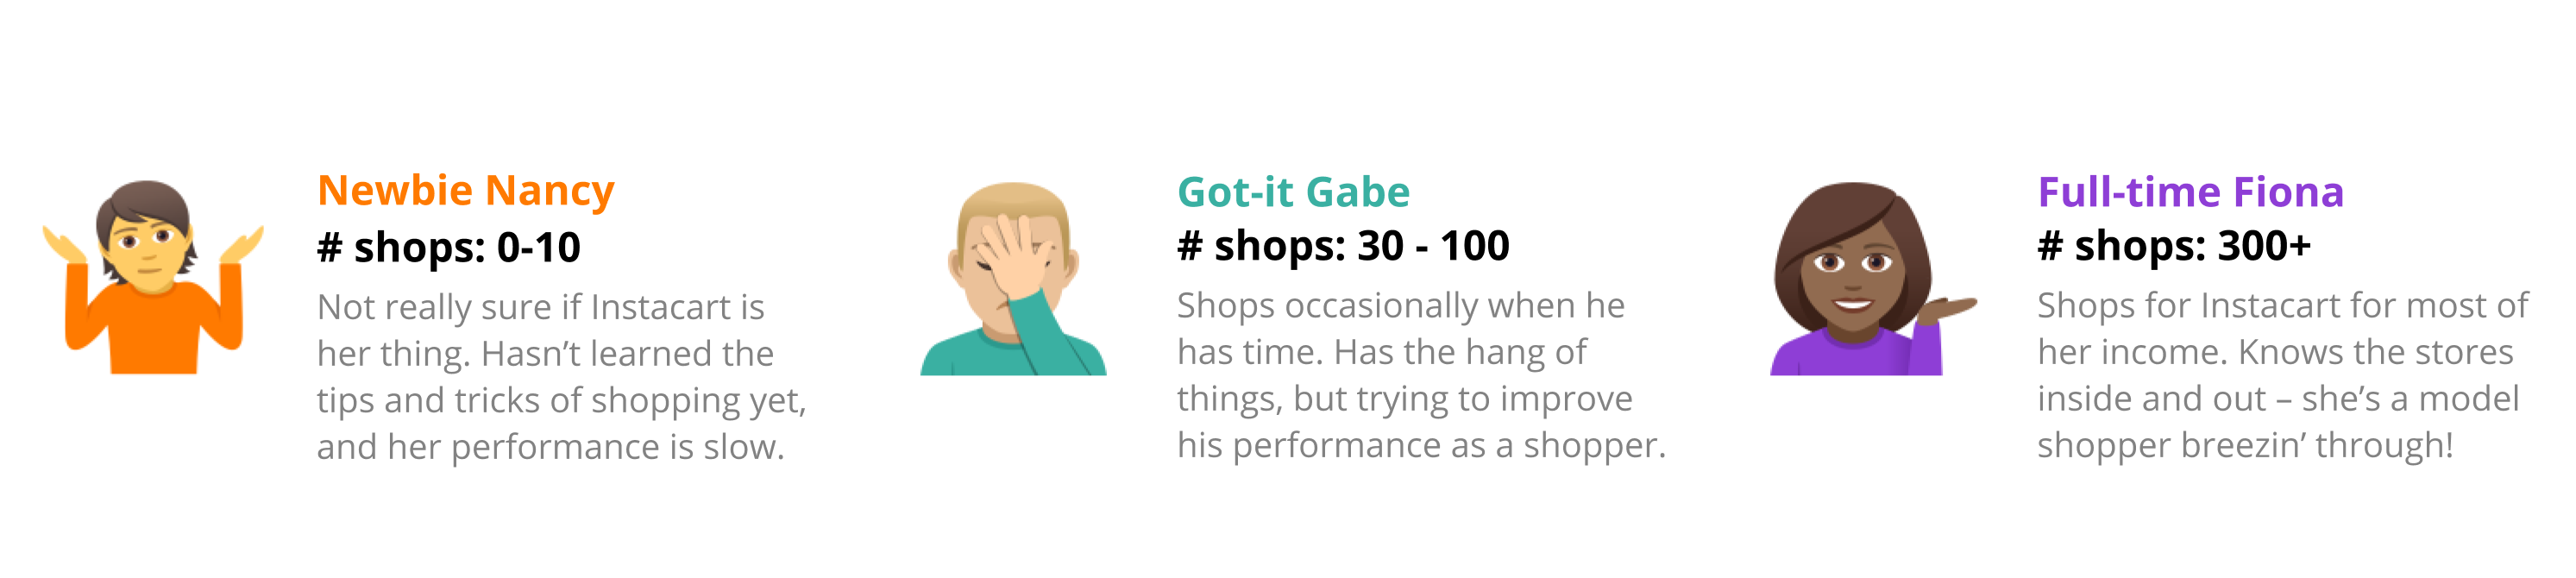 Newbie Nancy
# shops: 0-10
Not really sure if Instacart is
her thing. Hasn’t learned the
tips and tricks of shopping yet,
and her performance is slow.
Got-it Gabe
# shops: 30 - 100
Shops occasionally when he
has time. Has the hang of
things, but trying to improve
his performance as a shopper.
Full-time Fiona
# shops: 300+
Shops for Instacart for most of
her income. Knows the stores
inside and out – she’s a model
shopper breezin’ through!